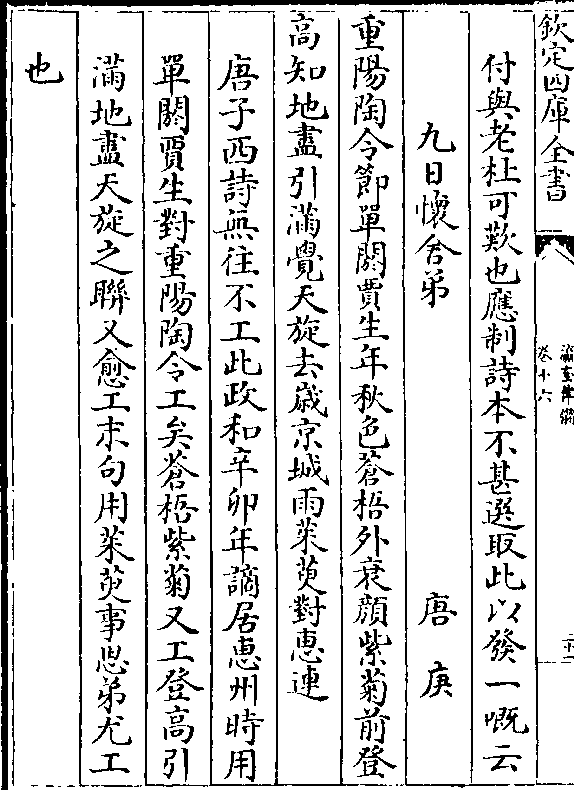 欽定四庫全書
瀛奎律髓
卷十六
付與老杜可歎也應制詩本不甚選取此以發一嘅云
九日懷舍弟 唐庚
重陽陶令節單閼賈生年秋色蒼梧外衰顏紫菊前登
高知地盡引滿覺天旋去歲京城雨茱萸對惠連
唐子西詩無往不工此政和辛卯年謫居惠州時用
單閼賈生對重陽陶令工矣蒼梧紫菊又工登高引
滿地盡天旋之聯又愈工末句用茱萸事思弟尤工
也